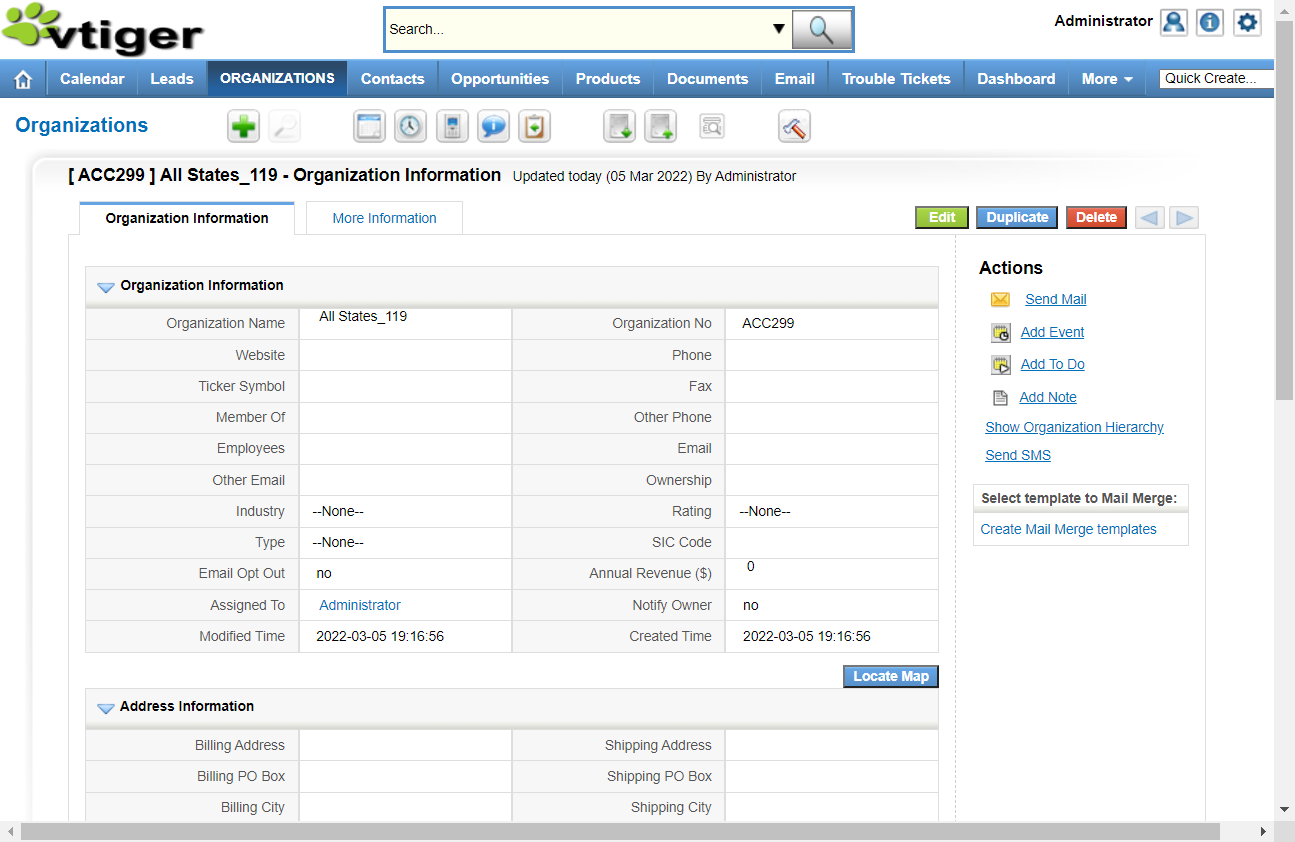 vtiger
Search...
Administrator
Calendar Leads ORGANIZATIONS Contacts Opportunities Products Documents Email Trouble Tickets Dashboard More Quick Create...
Organizations
[ ACC299 ] All States_119 - Organization Information Updated today (05 Mar 2022) By Administrator
Organization Information More Information Edit Duplicate Delete
Organization Information
Organization Name All States_119 Organization No ACC299
Website Phone
Ticker Symbol Fax
Member Of Other Phone
Employees Email
Other Email Ownership
Industry --None-- Rating --None--
Type --None-- SIC Code
Email Opt Out no Annual Revenue ($) 0
Assigned To Administrator Notify Owner no
Modified Time 2022-03-05 19:16:56 Created Time 2022-03-05 19:16:56
Locate Map
Address Information
Billing Address Shipping Address
Billing PO Box Shipping PO Box
Billing City Shipping City
Actions
Send Mail
Add Event
Add To Do
Add Note
Show Organization Hierarchy
Send SMS
Select template to Mail Merge:
Create Mail Merge templates